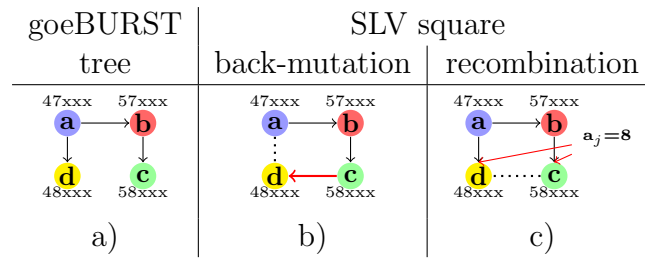 goeBURST SLV square
tree back-mutation recombination
47xxx 57xxx 47xxx 57xxx 47xxx 57xxx
a b a b a b
a_j=8
d c d c d c
48xxx 58xxx 48xxx 58xxx 48xxx 58xxx
a) b) c)